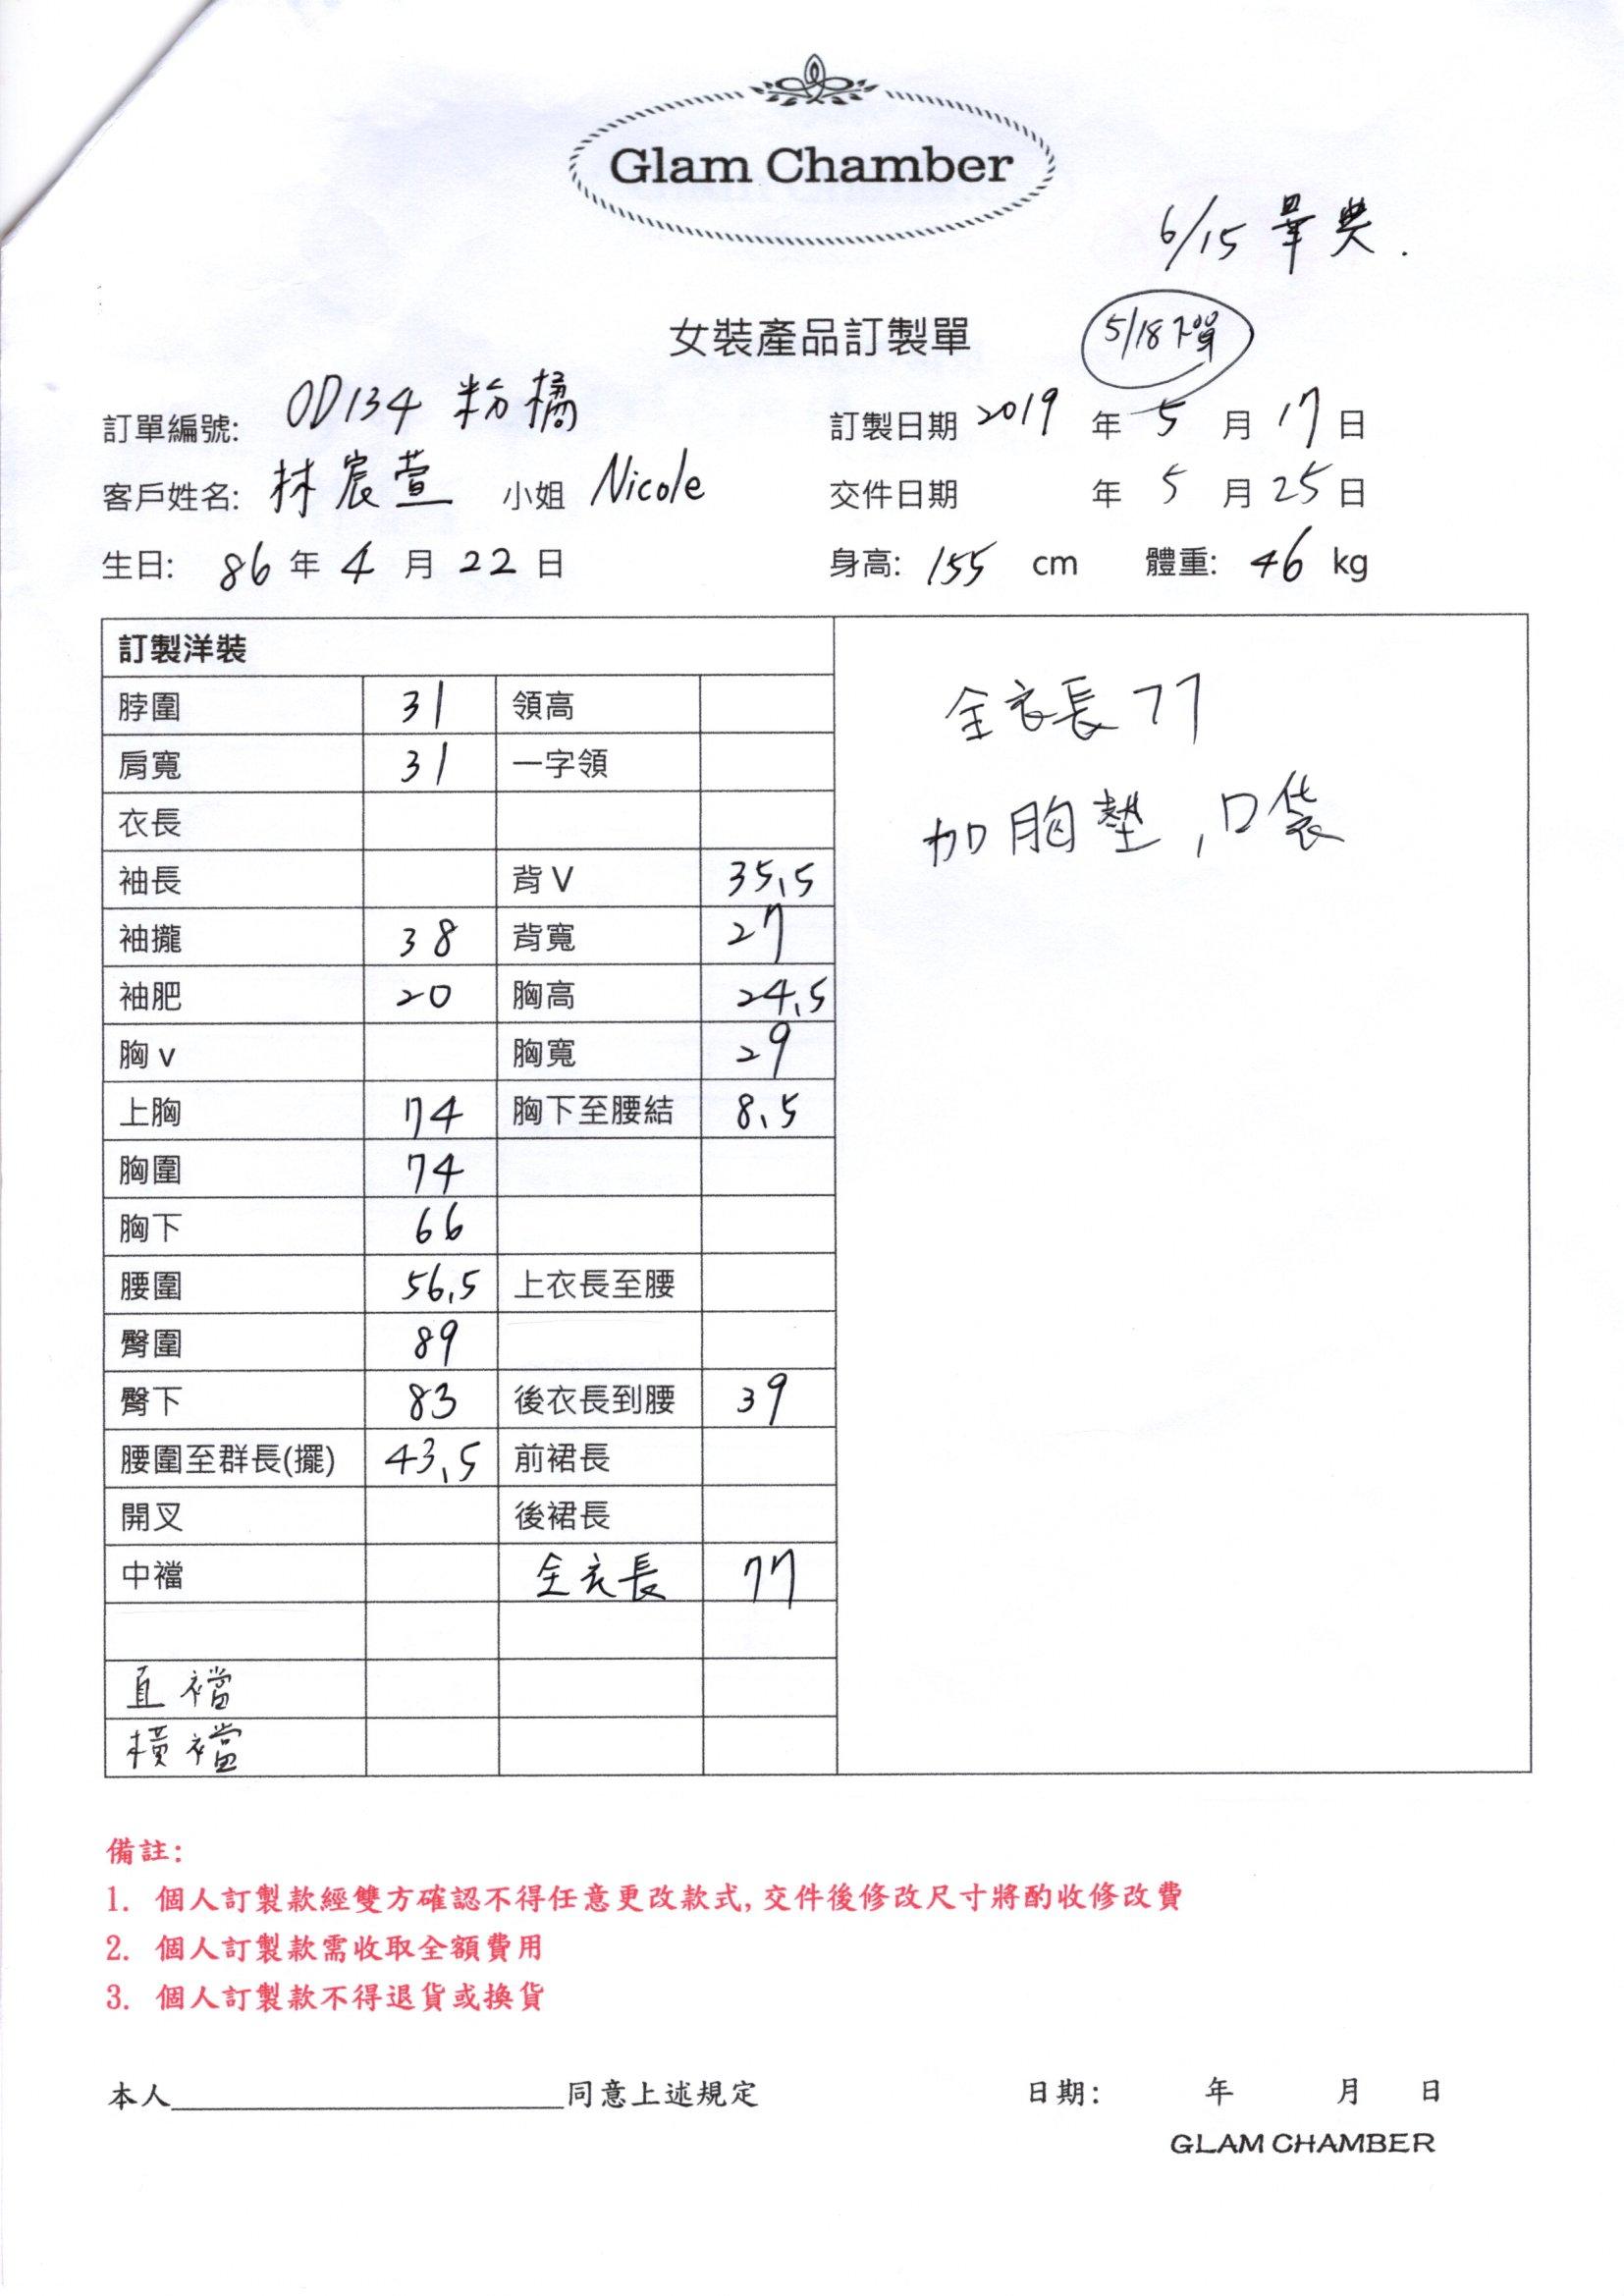 Glam Chamber
6/15 畢典.
女裝產品訂製單
5/18下單
訂單編號: OD134 粉橘
訂製日期 2019 年 5 月 17 日
客戶姓名: 林宸萱 小姐 Nicole
交件日期 年 5 月 25 日
生日: 86 年 4 月 22 日
身高: 155 cm 體重: 46 kg
訂製洋裝
脖圍 31 領高
肩寬 31 一字領
衣長
袖長 背 V 35.5
袖攏 38 背寬 27
袖肥 20 胸高 24.5
胸 v 胸寬 29
上胸 74 胸下至腰結 8.5
胸圍 74
胸下 66
腰圍 56.5 上衣長至腰
臀圍 89
臀下 83 後衣長到腰 39
腰圍至群長(擺) 43.5 前裙長
開叉 後裙長
中襠 全衣長 77
直襠
橫襠
全衣長 77
加胸墊,口袋
備註:
1. 個人訂製款經雙方確認不得任意更改款式,交件後修改尺寸將酌收修改費
2. 個人訂製款需收取全額費用
3. 個人訂製款不得退貨或換貨
本人____________________同意上述規定
日期: 年 月 日
GLAM CHAMBER